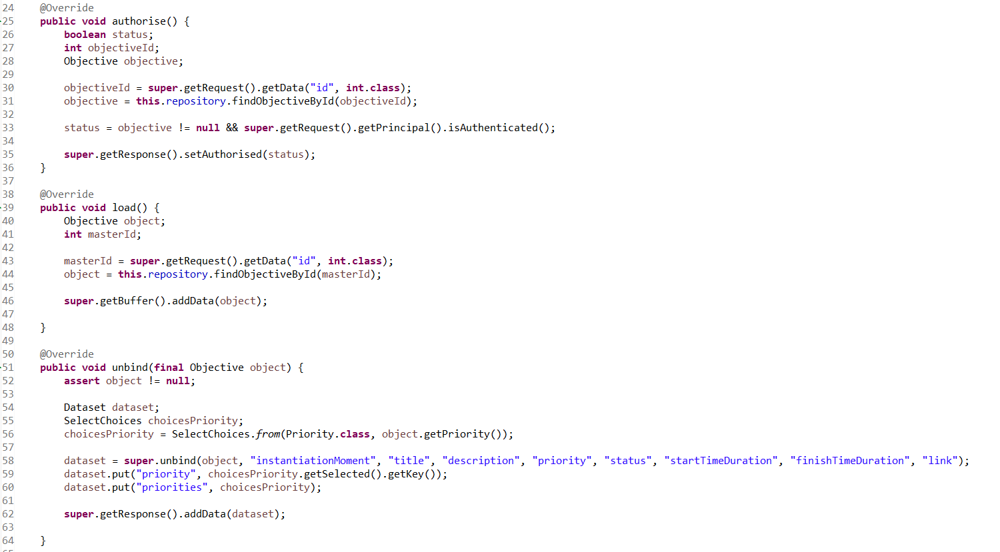 24 @Override
25 public void authorise() {
26 boolean status;
27 int objectiveId;
28 Objective objective;
29
30 objectiveId = super.getRequest().getData("id", int.class);
31 objective = this.repository.findObjectiveById(objectiveId);
32
33 status = objective != null && super.getRequest().getPrincipal().isAuthenticated();
34
35 super.getResponse().setAuthorised(status);
36 }
37
38 @Override
39 public void load() {
40 Objective object;
41 int masterId;
42
43 masterId = super.getRequest().getData("id", int.class);
44 object = this.repository.findObjectiveById(masterId);
45
46 super.getBuffer().addData(object);
47
48 }
49
50 @Override
51 public void unbind(final Objective object) {
52 assert object != null;
53
54 Dataset dataset;
55 SelectChoices choicesPriority;
56 choicesPriority = SelectChoices.from(Priority.class, object.getPriority());
57
58 dataset = super.unbind(object, "instantiationMoment", "title", "description", "priority", "status", "startTimeDuration", "finishTimeDuration", "link");
59 dataset.put("priority", choicesPriority.getSelected().getKey());
60 dataset.put("priorities", choicesPriority);
61
62 super.getResponse().addData(dataset);
63
64 }